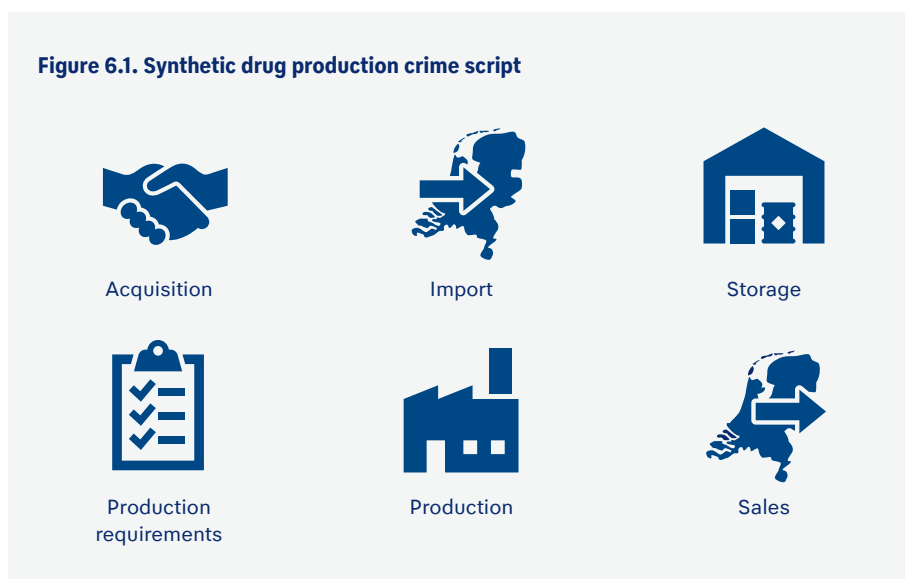 Figure 6.1. Synthetic drug production crime script
Acquisition
Import
Storage
Production
requirements
Production
Sales